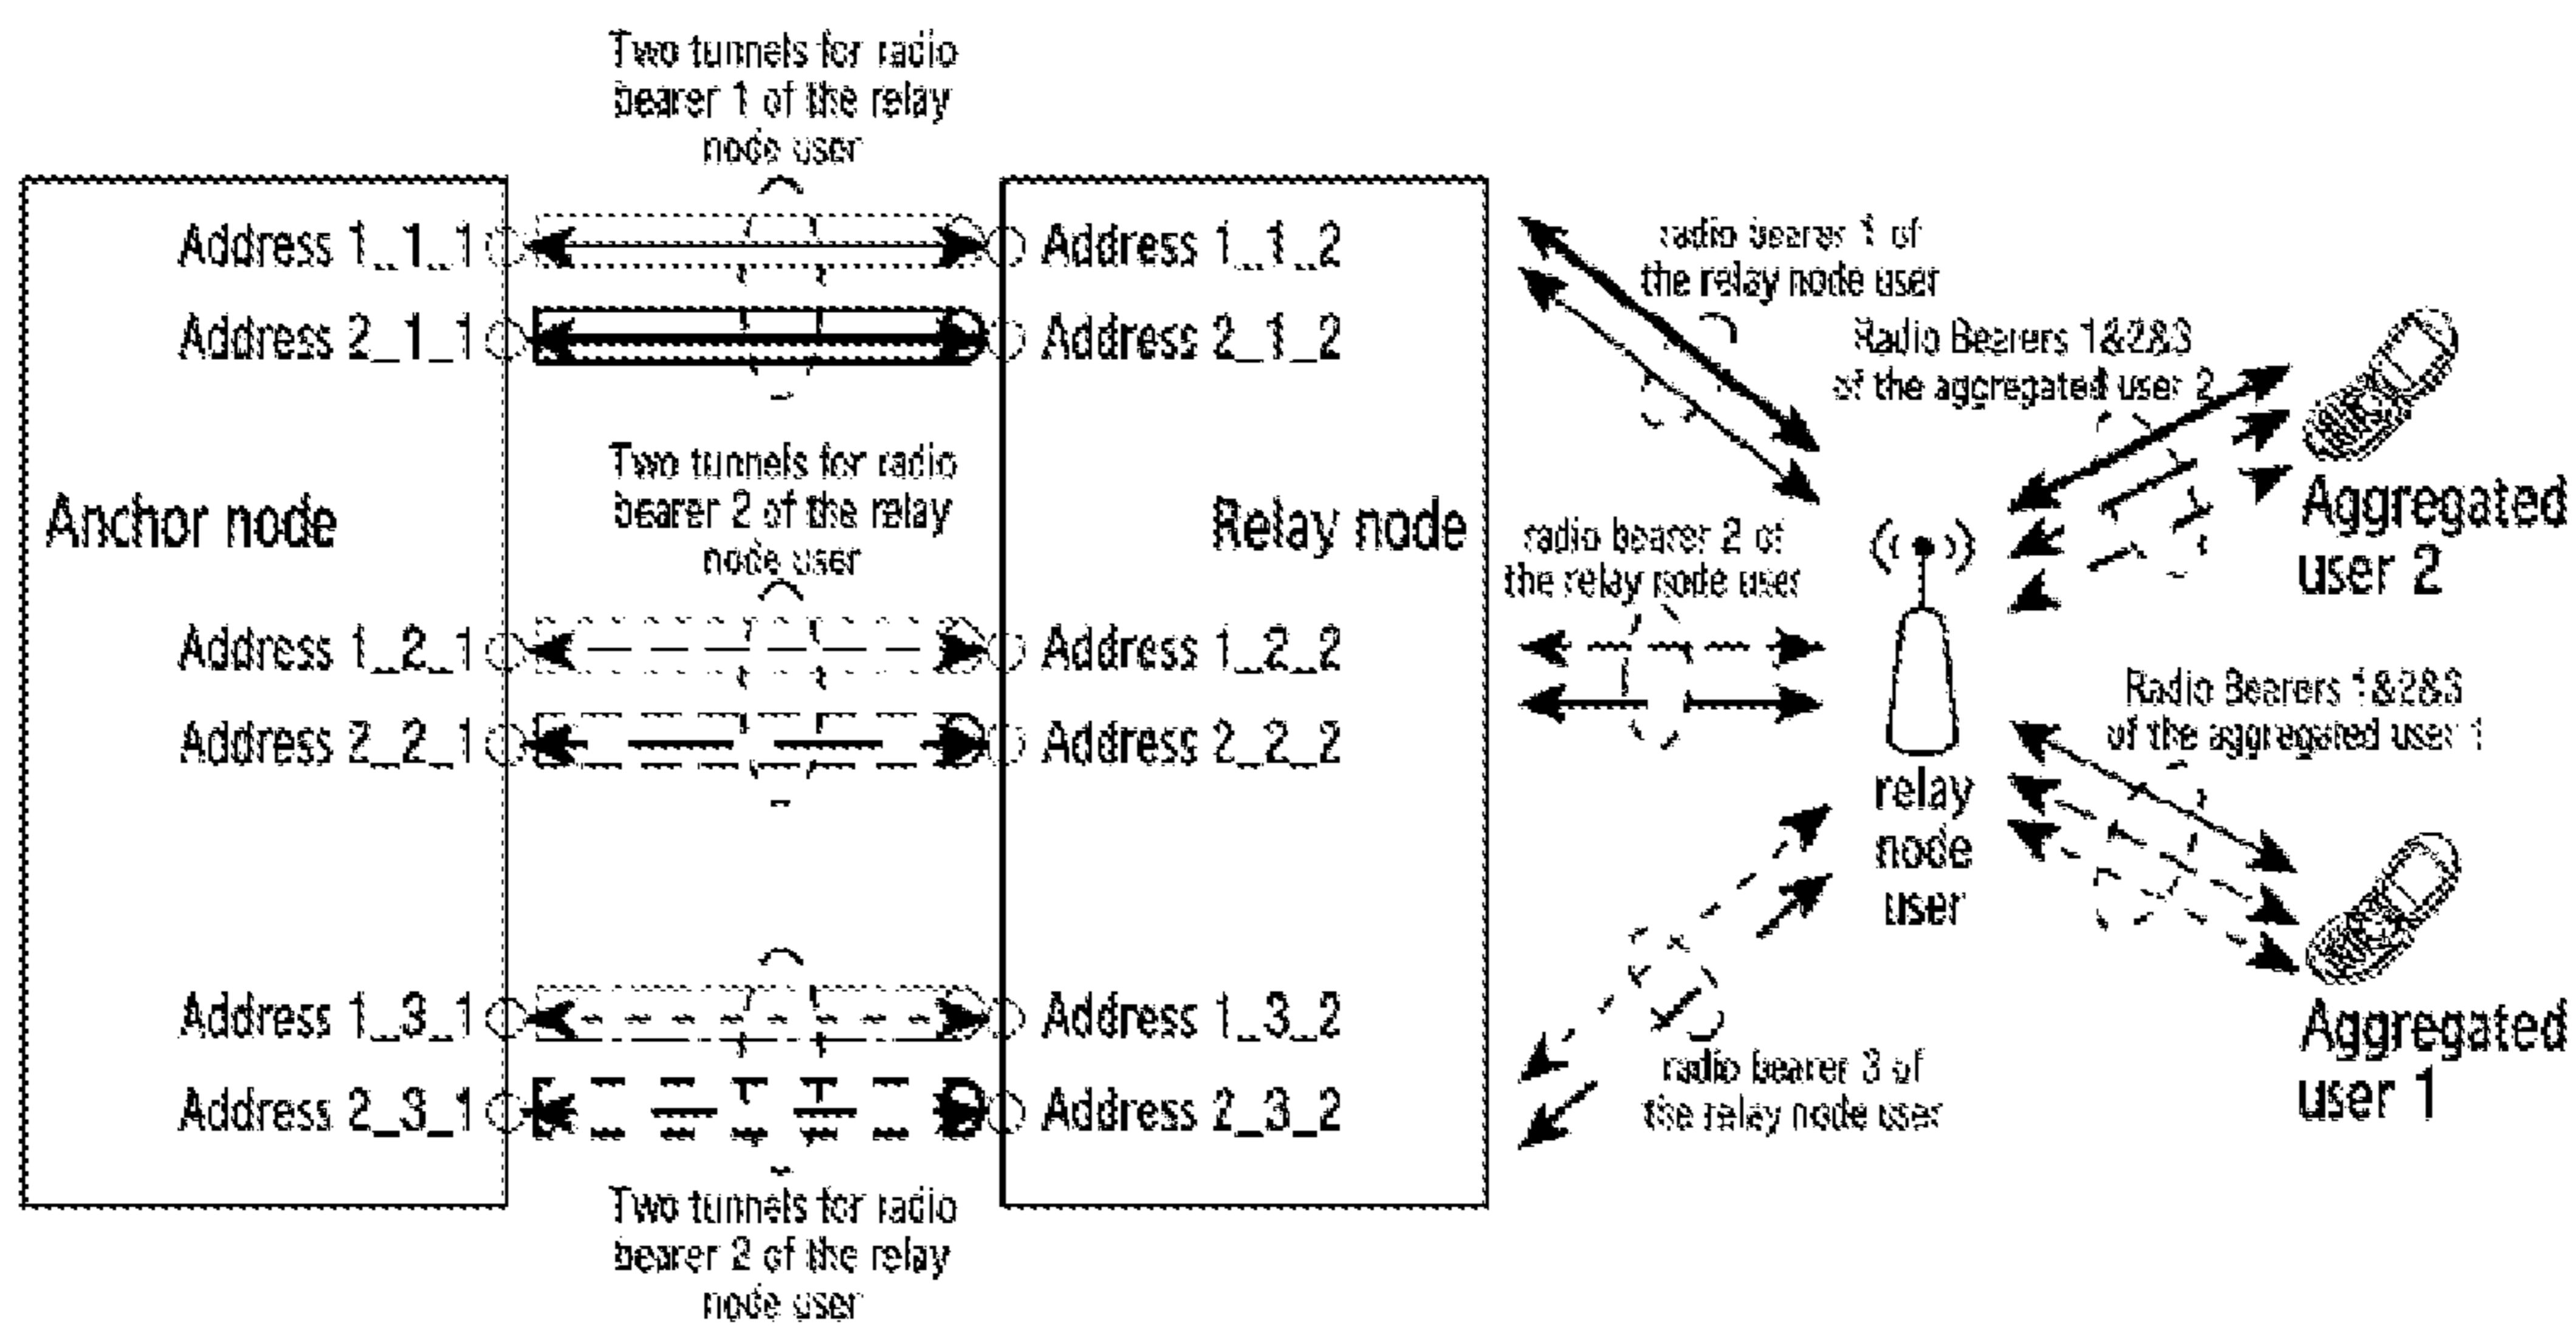 Two tunnels for radio
bearer 1 of the relay
node user
Address 1_1_1
Address 1_1_2
Address 2_1_1
Address 2_1_2
Two tunnels for radio
bearer 2 of the relay
node user
Anchor node
Relay node
Address 1_2_1
Address 1_2_2
Address 2_2_1
Address 2_2_2
Address 1_3_1
Address 1_3_2
Address 2_3_1
Address 2_3_2
Two tunnels for radio
bearer 2 of the relay
node user
radio bearer 1 of
the relay node user
Radio Bearers 1&2&3
of the aggregated user 2
Aggregated
user 2
radio bearer 2 of
the relay node user
relay
node
user
Radio Bearers 1&2&3
of the aggregated user 1
Aggregated
user 1
radio bearer 3 of
the relay node user